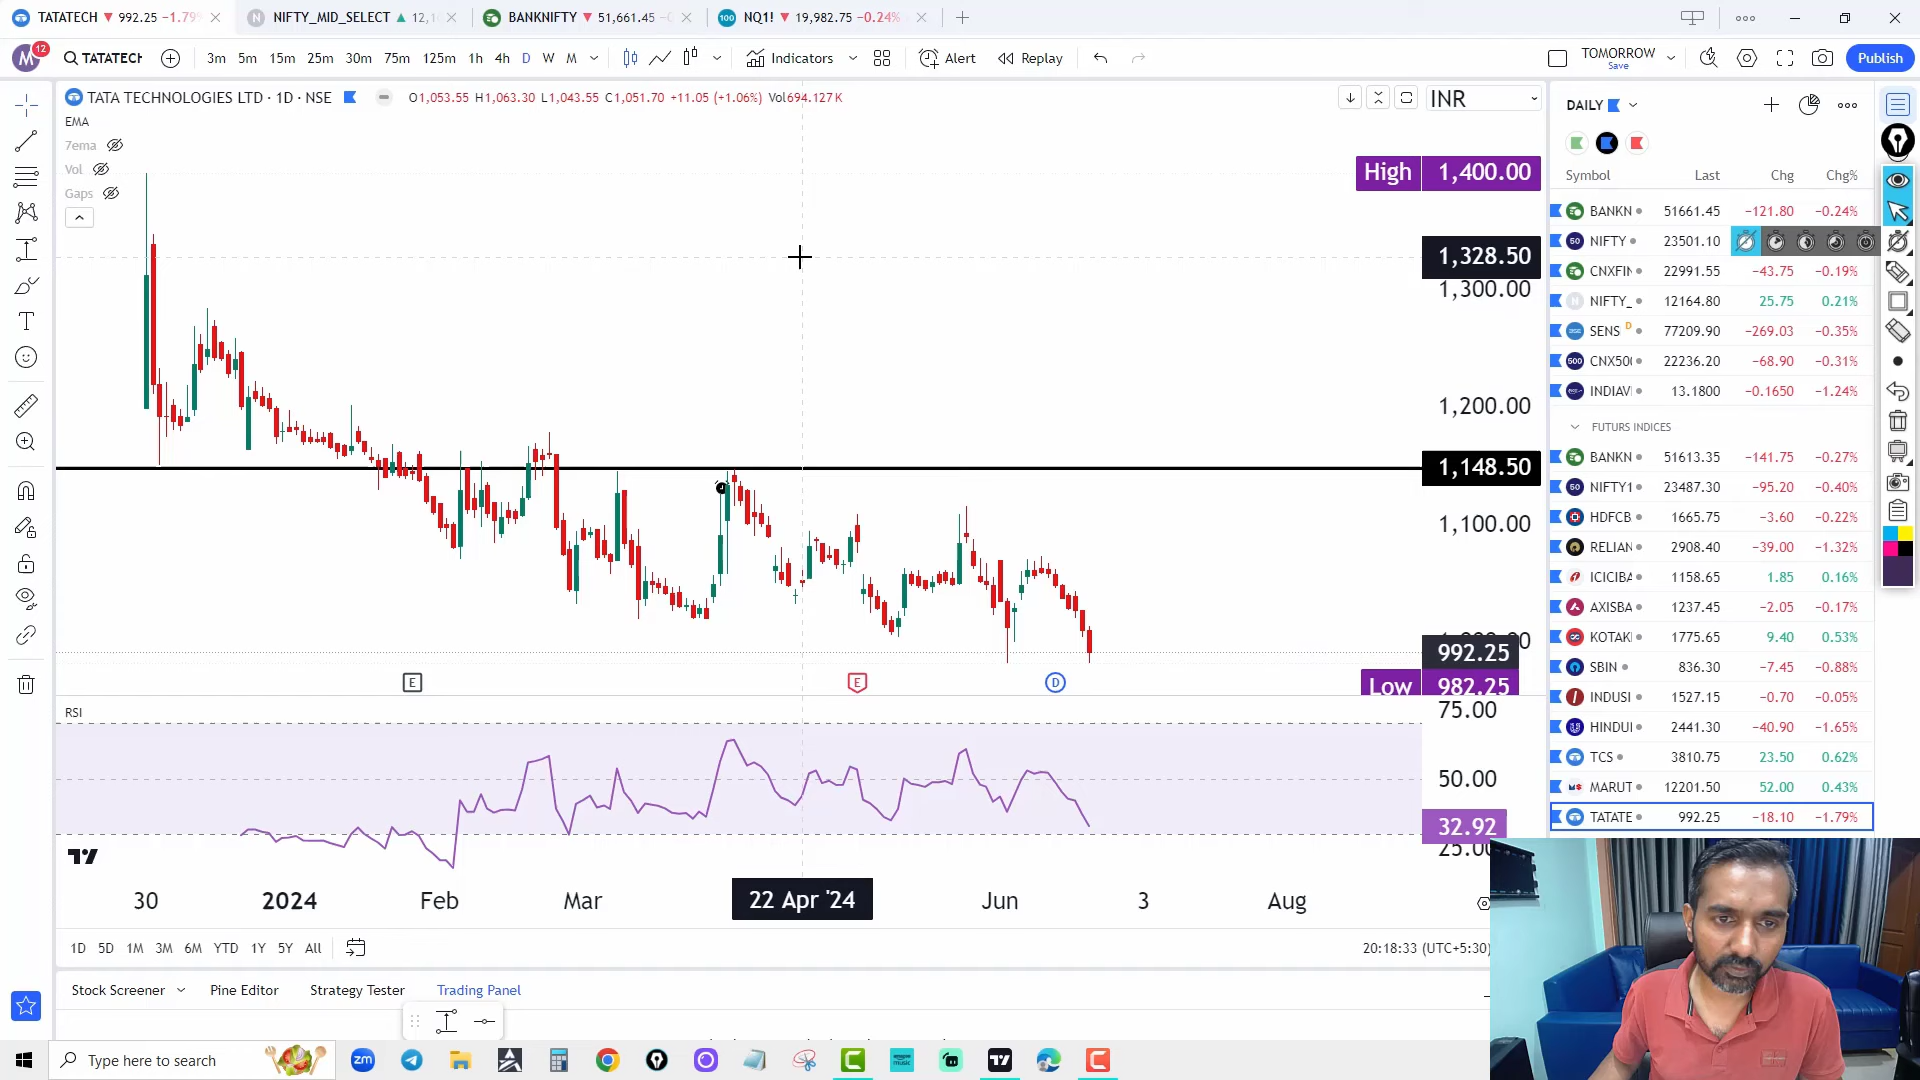 TATATECH ▼ 992.25 −1.79%
NIFTY_MID_SELECT ▲ 12,1
BANKNIFTY ▼ 51,661.45
NQ1! ▼ 19,982.75 −0.24%
M 12 TATATECH 3m 5m 15m 25m 30m 75m 125m 1h 4h D W M Indicators Alert Replay
TOMORROW
Save
Publish
TATA TECHNOLOGIES LTD · 1D · NSE O1,053.55 H1,063.30 L1,043.55 C1,051.70 +11.05 (+1.06%) Vol694.127K
INR
EMA
7ema
Vol
Gaps
High 1,400.00
1,328.50
1,300.00
1,200.00
1,148.50
1,100.00
992.25
Low 982.25
E E D
RSI
75.00
50.00
32.92
30 2024 Feb Mar 22 Apr '24 Jun 3 Aug
1D 5D 1M 3M 6M YTD 1Y 5Y All
20:18:33 (UTC+5:30)
Stock Screener Pine Editor Strategy Tester Trading Panel
DAILY
Symbol Last Chg Chg%
BANKN 51661.45 −121.80 −0.24%
NIFTY 23501.10
CNXFIN 22991.55 −43.75 −0.19%
NIFTY_ 12164.80 25.75 0.21%
SENS D 77209.90 −269.03 −0.35%
CNX500 22236.20 −68.90 −0.31%
INDIAV 13.1800 −0.1650 −1.24%
FUTURS INDICES
BANKN 51613.35 −141.75 −0.27%
NIFTY1 23487.30 −95.20 −0.40%
HDFCB 1665.75 −3.60 −0.22%
RELIAN 2908.40 −39.00 −1.32%
ICICIBA 1158.65 1.85 0.16%
AXISBA 1237.45 −2.05 −0.17%
KOTAK 1775.65 9.40 0.53%
SBIN 836.30 −7.45 −0.88%
INDUSI 1527.15 −0.70 −0.05%
HINDU 2441.30 −40.90 −1.65%
TCS 3810.75 23.50 0.62%
MARUT 12201.50 52.00 0.43%
TATATE 992.25 −18.10 −1.79%
Type here to search
zm